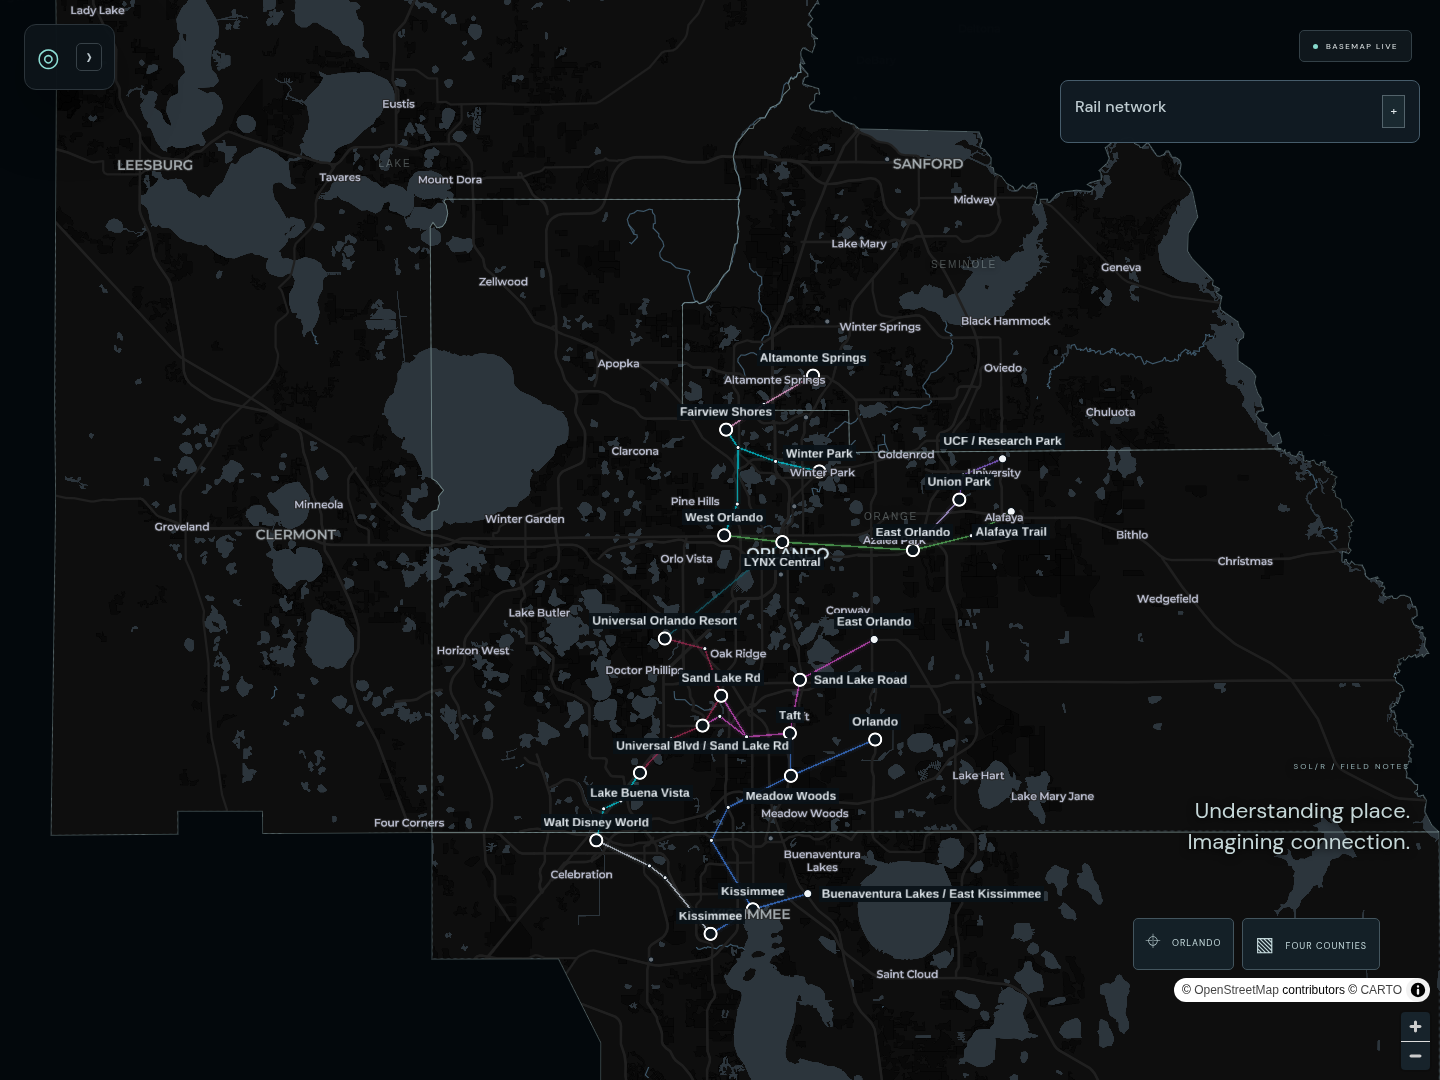 Lady Lake
BASEMAP LIVE
Rail network
+
Eustis
LEESBURG
LAKE
Tavares
Mount Dora
SANFORD
Midway
Lake Mary
SEMINOLE
Geneva
Zellwood
Black Hammock
Winter Springs
Altamonte Springs
Apopka
Altamonte Springs
Oviedo
Fairview Shores
Chuluota
UCF / Research Park
Clarcona
Winter Park
Goldenrod
Winter Park
University
Union Park
Minneola
Pine Hills
West Orlando
Winter Garden
ORANGE
Alafaya
Groveland
CLERMONT
East Orlando
Alafaya Trail
Azalea Park
Bithlo
ORLANDO
LYNX Central
Orlo Vista
Christmas
Wedgefield
Lake Butler
Conway
Universal Orlando Resort
East Orlando
Horizon West
Oak Ridge
Doctor Phillips
Sand Lake Rd
Sand Lake Road
Taft
Orlando
Universal Blvd / Sand Lake Rd
SOL/R / FIELD NOTES
Lake Hart
Lake Buena Vista
Meadow Woods
Lake Mary Jane
Understanding place.
Imagining connection.
Meadow Woods
Four Corners
Walt Disney World
Buenaventura
Lakes
Celebration
Kissimmee
Buenaventura Lakes / East Kissimmee
Kissimmee
IMMEE
ORLANDO
FOUR COUNTIES
Saint Cloud
© OpenStreetMap contributors © CARTO
+
−